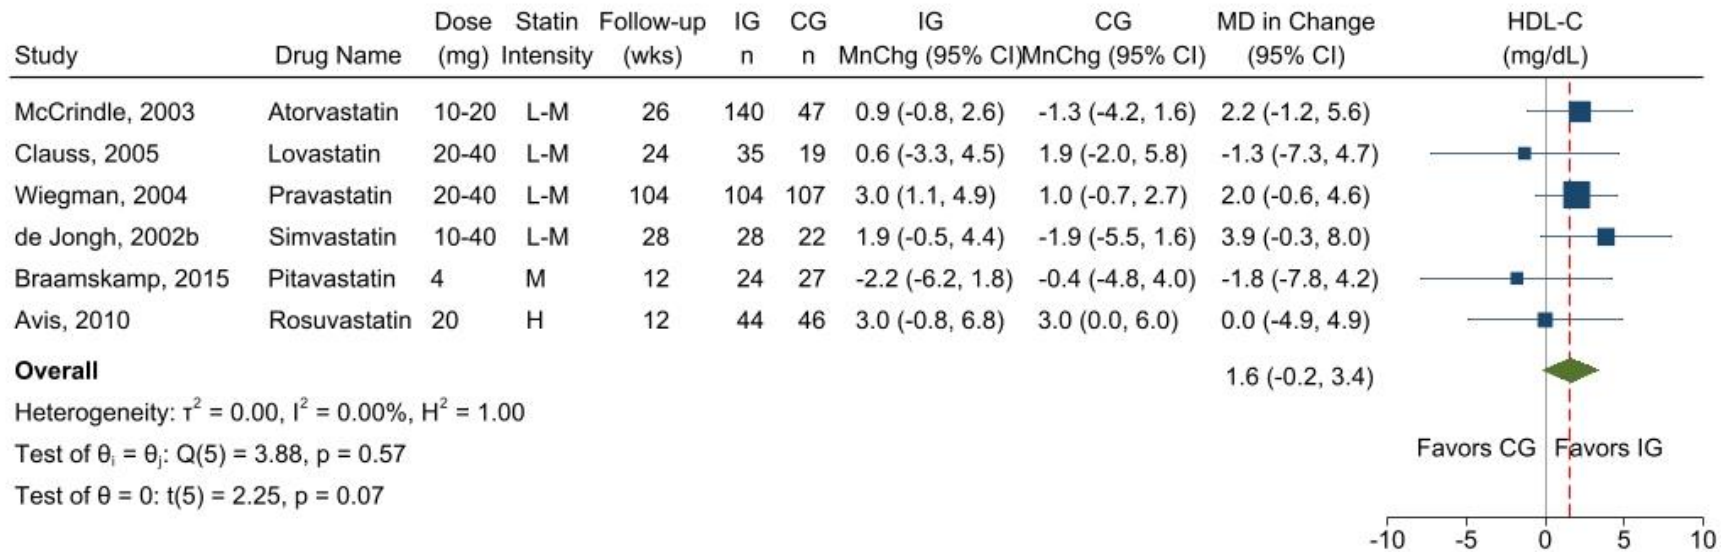 Dose Statin Follow-up IG CG IG CG MD in Change HDL-C
Study Drug Name (mg) Intensity (wks) n n MnChg (95% CI) MnChg (95% CI) (95% CI) (mg/dL)
McCrindle, 2003 Atorvastatin 10-20 L-M 26 140 47 0.9 (-0.8, 2.6) -1.3 (-4.2, 1.6) 2.2 (-1.2, 5.6)
Clauss, 2005 Lovastatin 20-40 L-M 24 35 19 0.6 (-3.3, 4.5) 1.9 (-2.0, 5.8) -1.3 (-7.3, 4.7)
Wiegman, 2004 Pravastatin 20-40 L-M 104 104 107 3.0 (1.1, 4.9) 1.0 (-0.7, 2.7) 2.0 (-0.6, 4.6)
de Jongh, 2002b Simvastatin 10-40 L-M 28 28 22 1.9 (-0.5, 4.4) -1.9 (-5.5, 1.6) 3.9 (-0.3, 8.0)
Braamskamp, 2015 Pitavastatin 4 M 12 24 27 -2.2 (-6.2, 1.8) -0.4 (-4.8, 4.0) -1.8 (-7.8, 4.2)
Avis, 2010 Rosuvastatin 20 H 12 44 46 3.0 (-0.8, 6.8) 3.0 (0.0, 6.0) 0.0 (-4.9, 4.9)
Overall 1.6 (-0.2, 3.4)
Heterogeneity: τ² = 0.00, I² = 0.00%, H² = 1.00
Test of θᵢ = θⱼ: Q(5) = 3.88, p = 0.57 Favors CG Favors IG
Test of θ = 0: t(5) = 2.25, p = 0.07
-10 -5 0 5 10